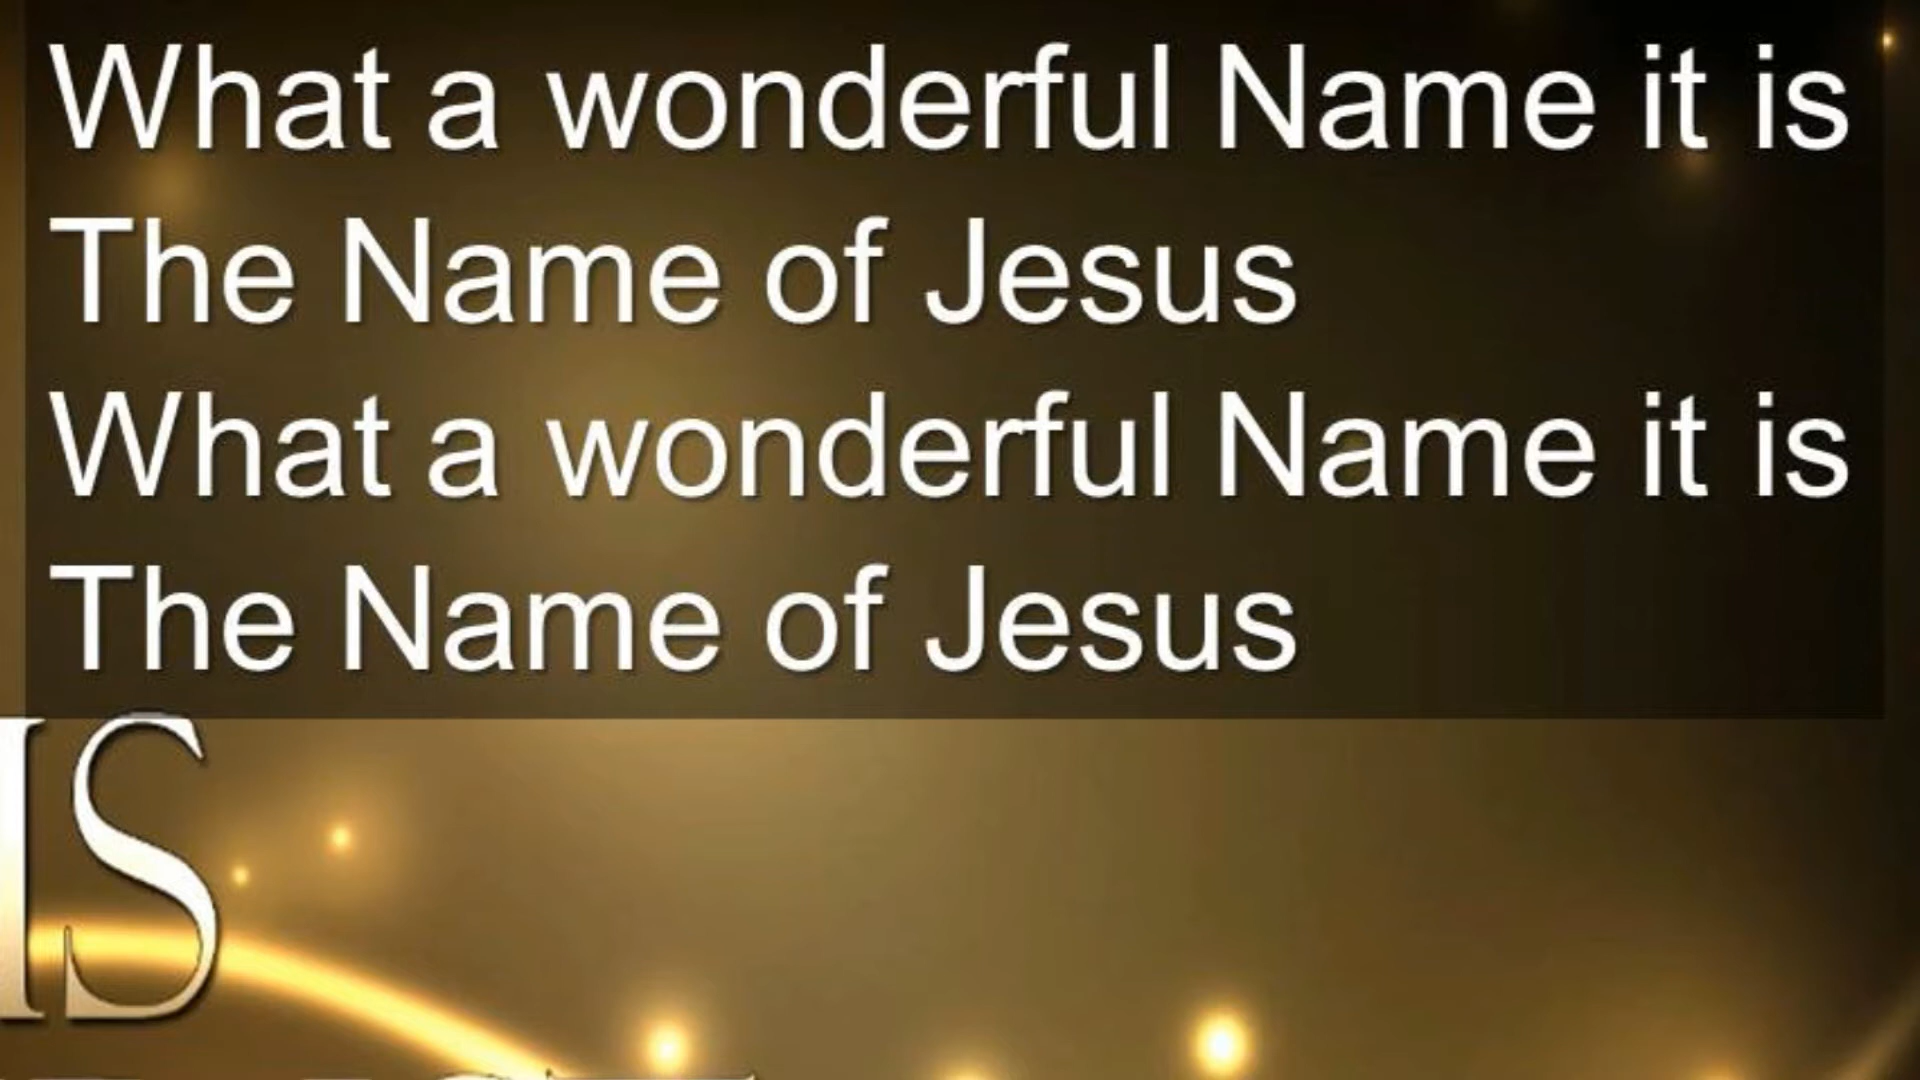 What a wonderful Name it is
The Name of Jesus
What a wonderful Name it is
The Name of Jesus
IS